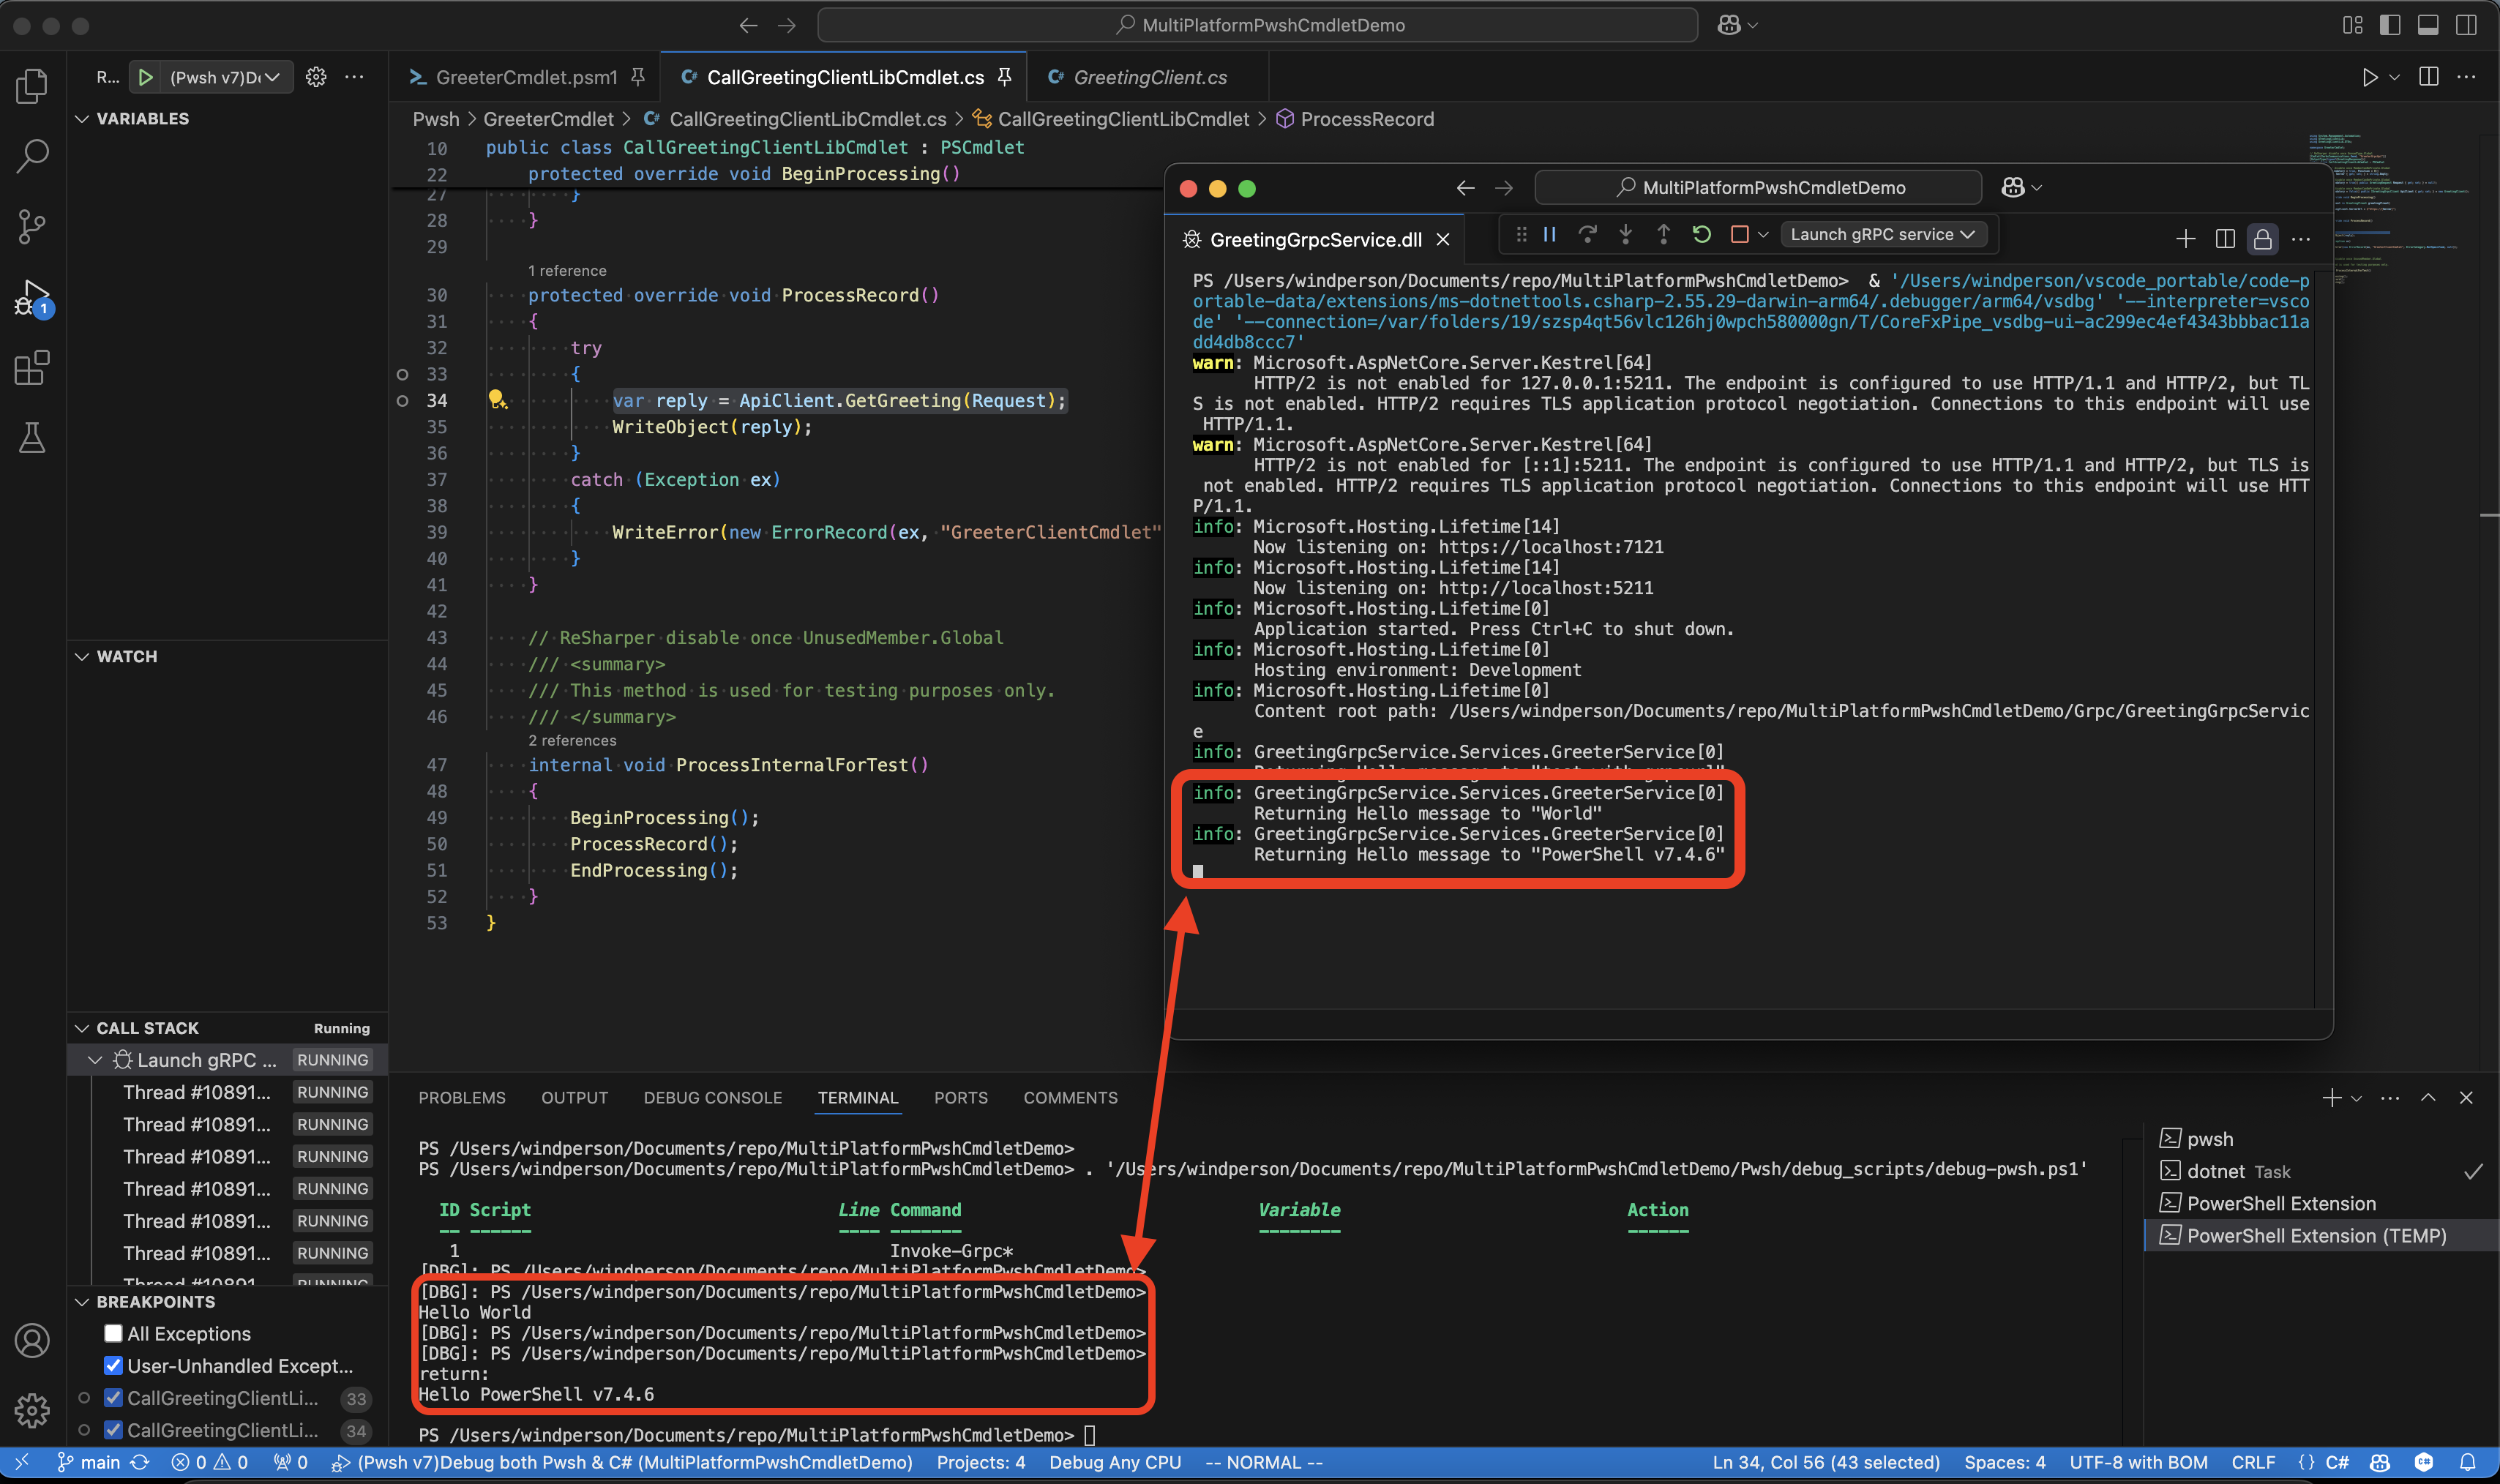 MultiPlatformPwshCmdletDemo
R...
(Pwsh v7)De
GreeterCmdlet.psm1
C# CallGreetingClientLibCmdlet.cs
C# GreetingClient.cs
VARIABLES
Pwsh > GreeterCmdlet > C# CallGreetingClientLibCmdlet.cs > CallGreetingClientLibCmdlet > ProcessRecord
10 public class CallGreetingClientLibCmdlet : PSCmdlet
22 protected override void BeginProcessing()
27 }
28 }
29
1 reference
30 protected override void ProcessRecord()
31 {
32 try
33 {
34 var reply = ApiClient.GetGreeting(Request);
35 WriteObject(reply);
36 }
37 catch (Exception ex)
38 {
39 WriteError(new ErrorRecord(ex, "GreeterClientCmdlet"
40 }
41 }
42
43 // ReSharper disable once UnusedMember.Global
44 /// <summary>
45 /// This method is used for testing purposes only.
46 /// </summary>
2 references
47 internal void ProcessInternalForTest()
48 {
49 BeginProcessing();
50 ProcessRecord();
51 EndProcessing();
52 }
53 }
MultiPlatformPwshCmdletDemo
GreetingGrpcService.dll
Launch gRPC service
PS /Users/windperson/Documents/repo/MultiPlatformPwshCmdletDemo>  & '/Users/windperson/vscode_portable/code-p
ortable-data/extensions/ms-dotnettools.csharp-2.55.29-darwin-arm64/.debugger/arm64/vsdbg' '--interpreter=vsco
de' '--connection=/var/folders/19/szsp4qt56vlc126hj0wpch580000gn/T/CoreFxPipe_vsdbg-ui-ac299ec4ef4343bbbac11a
dd4db8ccc7'
warn: Microsoft.AspNetCore.Server.Kestrel[64]
HTTP/2 is not enabled for 127.0.0.1:5211. The endpoint is configured to use HTTP/1.1 and HTTP/2, but TL
S is not enabled. HTTP/2 requires TLS application protocol negotiation. Connections to this endpoint will use
HTTP/1.1.
warn: Microsoft.AspNetCore.Server.Kestrel[64]
HTTP/2 is not enabled for [::1]:5211. The endpoint is configured to use HTTP/1.1 and HTTP/2, but TLS is
not enabled. HTTP/2 requires TLS application protocol negotiation. Connections to this endpoint will use HTT
P/1.1.
info: Microsoft.Hosting.Lifetime[14]
Now listening on: https://localhost:7121
info: Microsoft.Hosting.Lifetime[14]
Now listening on: http://localhost:5211
info: Microsoft.Hosting.Lifetime[0]
Application started. Press Ctrl+C to shut down.
info: Microsoft.Hosting.Lifetime[0]
Hosting environment: Development
info: Microsoft.Hosting.Lifetime[0]
Content root path: /Users/windperson/Documents/repo/MultiPlatformPwshCmdletDemo/Grpc/GreetingGrpcServic
e
info: GreetingGrpcService.Services.GreeterService[0]
Returning Hello message to "test with grpcurl"
info: GreetingGrpcService.Services.GreeterService[0]
Returning Hello message to "World"
info: GreetingGrpcService.Services.GreeterService[0]
Returning Hello message to "PowerShell v7.4.6"
WATCH
CALL STACK Running
Launch gRPC ... RUNNING
Thread #10891... RUNNING
Thread #10891... RUNNING
Thread #10891... RUNNING
Thread #10891... RUNNING
Thread #10891... RUNNING
Thread #10891... RUNNING
Thread #10891... RUNNING
BREAKPOINTS
All Exceptions
User-Unhandled Except...
CallGreetingClientLi... 33
CallGreetingClientLi... 34
PROBLEMS OUTPUT DEBUG CONSOLE TERMINAL PORTS COMMENTS
PS /Users/windperson/Documents/repo/MultiPlatformPwshCmdletDemo>
PS /Users/windperson/Documents/repo/MultiPlatformPwshCmdletDemo> . '/Users/windperson/Documents/repo/MultiPlatformPwshCmdletDemo/Pwsh/debug_scripts/debug-pwsh.ps1'
ID Script Line Command Variable Action
-- ------ ---- ------- -------- ------
1 Invoke-Grpc*
[DBG]: PS /Users/windperson/Documents/repo/MultiPlatformPwshCmdletDemo>
[DBG]: PS /Users/windperson/Documents/repo/MultiPlatformPwshCmdletDemo>
Hello World
[DBG]: PS /Users/windperson/Documents/repo/MultiPlatformPwshCmdletDemo>
[DBG]: PS /Users/windperson/Documents/repo/MultiPlatformPwshCmdletDemo>
return:
Hello PowerShell v7.4.6
PS /Users/windperson/Documents/repo/MultiPlatformPwshCmdletDemo>
pwsh
dotnet Task
PowerShell Extension
PowerShell Extension (TEMP)
1
main 0 0 0 (Pwsh v7)Debug both Pwsh & C# (MultiPlatformPwshCmdletDemo) Projects: 4 Debug Any CPU -- NORMAL -- Ln 34, Col 56 (43 selected) Spaces: 4 UTF-8 with BOM CRLF {} C#